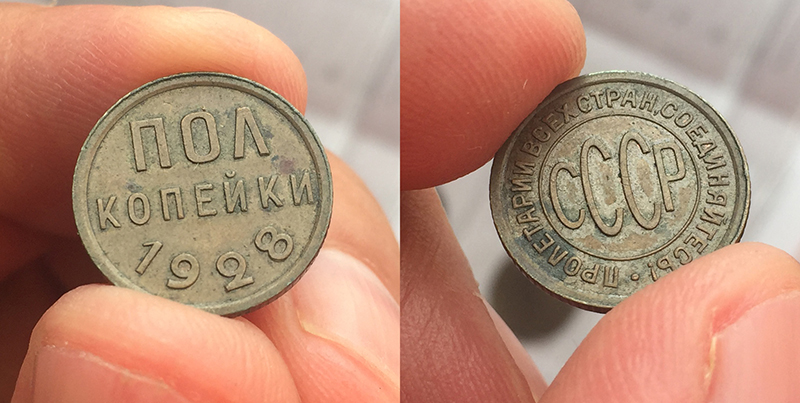 ПОЛ
КОПЕЙКИ
1928
ПРОЛЕТАРИИ ВСЕХ СТРАН, СОЕДИНЯЙТЕСЬ! •
СССР